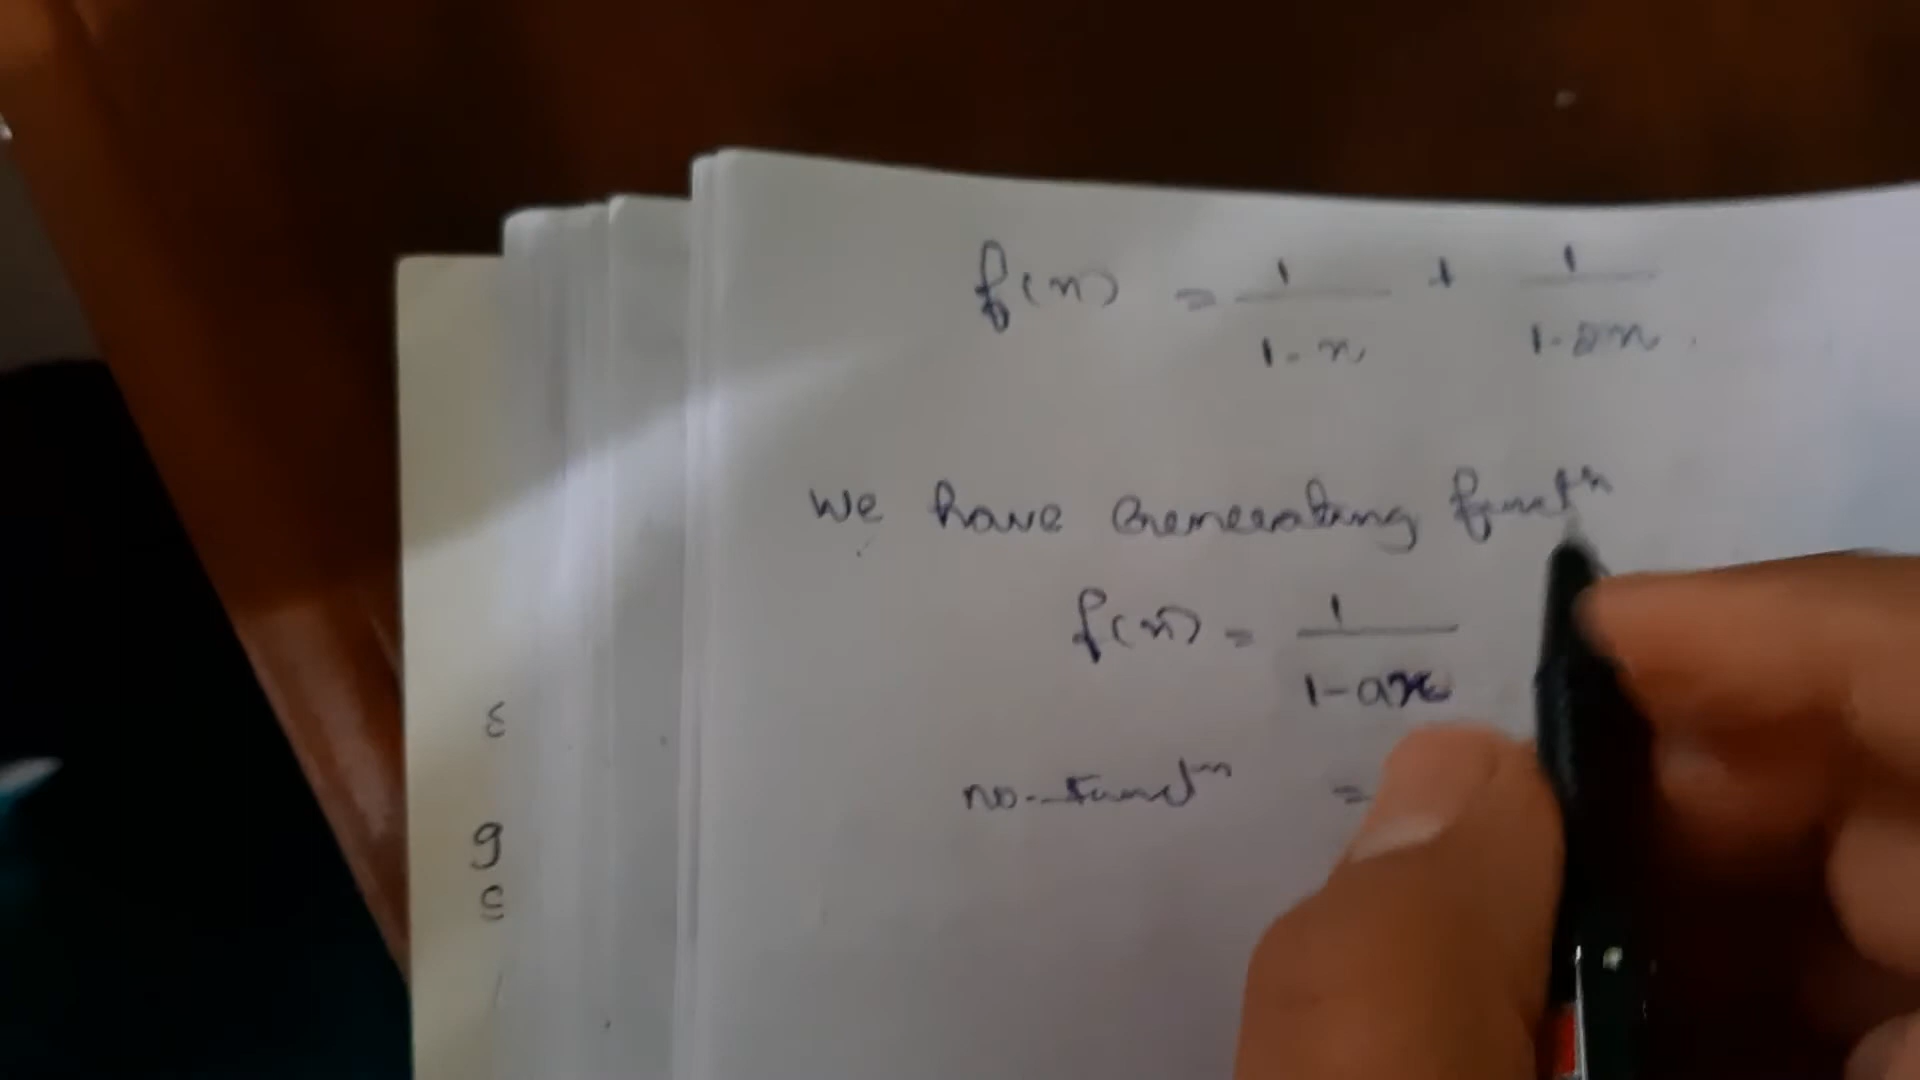 f(x) = 1/(1-x) + 1/(1-2x).
We have Generating functn
f(x) = 1/(1-ax)
no. functn =
ε
g